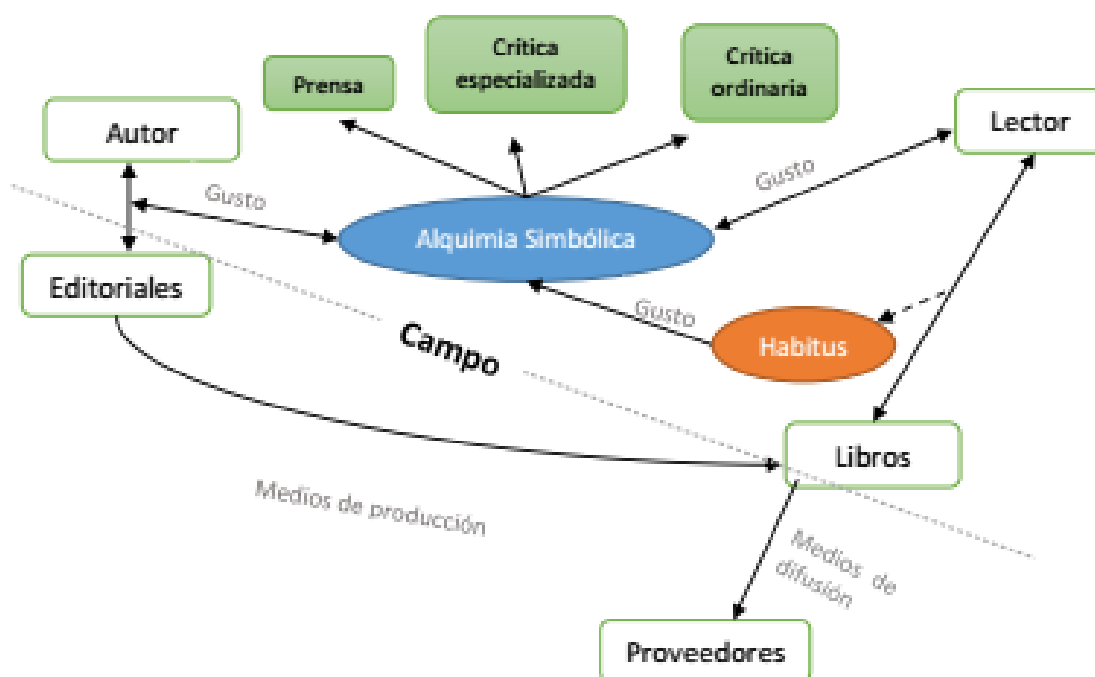 Crítica
especializada
Crítica
ordinaria
Prensa
Autor
Lector
Gusto
Gusto
Alquimia Simbólica
Editoriales
Gusto
Habitus
Campo
Libros
Medios de producción
Medios de
difusión
Proveedores